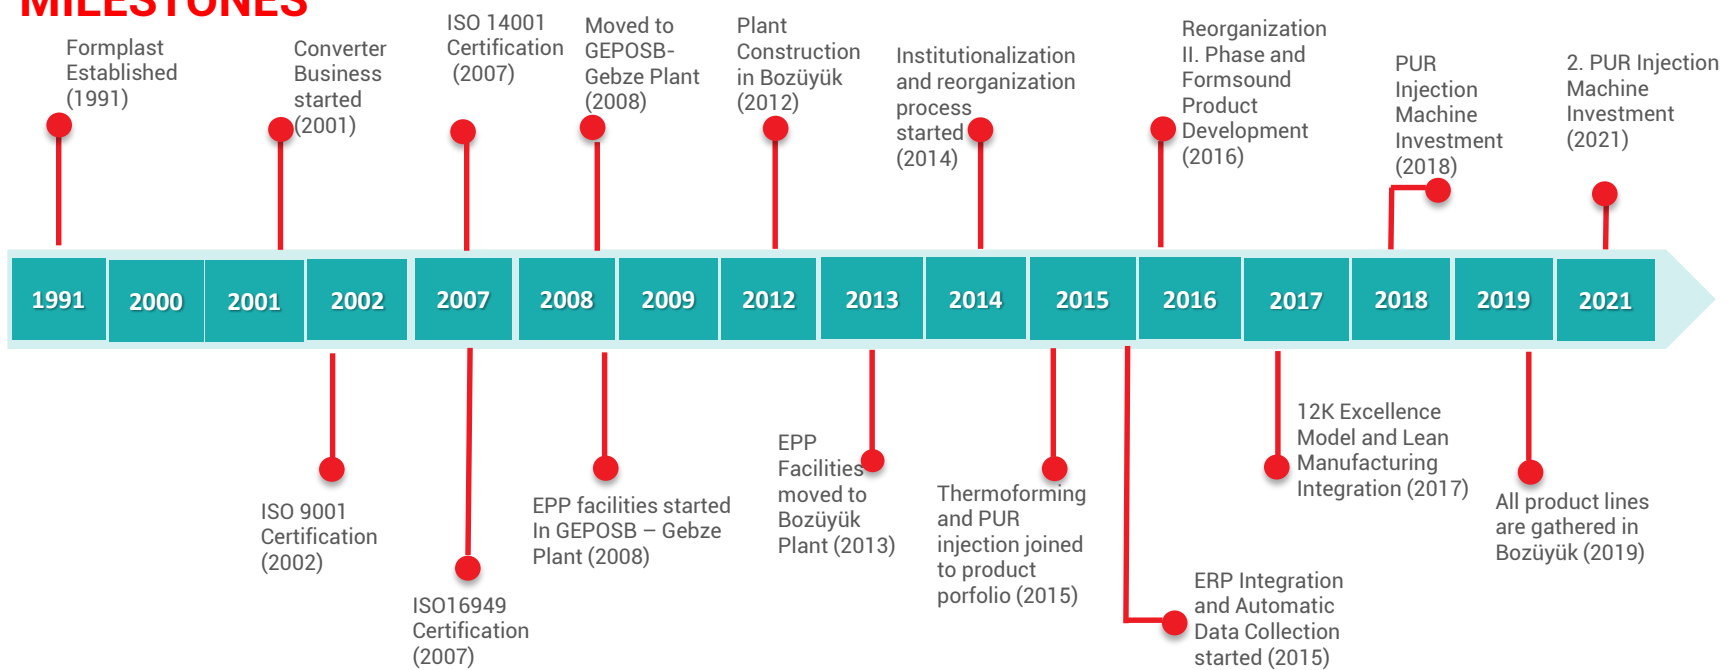 MILESTONES
Formplast
Established
(1991)
Converter
Business
started
(2001)
ISO 14001
Certification
(2007)
Moved to
GEPOSB-
Gebze Plant
(2008)
Plant
Construction
in Bozüyük
(2012)
Institutionalization
and reorganization
process
started
(2014)
Reorganization
II. Phase and
Formsound
Product
Development
(2016)
PUR
Injection
Machine
Investment
(2018)
2. PUR Injection
Machine
Investment
(2021)
1991
2000
2001
2002
2007
2008
2009
2012
2013
2014
2015
2016
2017
2018
2019
2021
ISO 9001
Certification
(2002)
ISO16949
Certification
(2007)
EPP facilities started
In GEPOSB – Gebze
Plant (2008)
EPP
Facilities
moved to
Bozüyük
Plant (2013)
Thermoforming
and PUR
injection joined
to product
porfolio (2015)
ERP Integration
and Automatic
Data Collection
started (2015)
12K Excellence
Model and Lean
Manufacturing
Integration (2017)
All product lines
are gathered in
Bozüyük (2019)